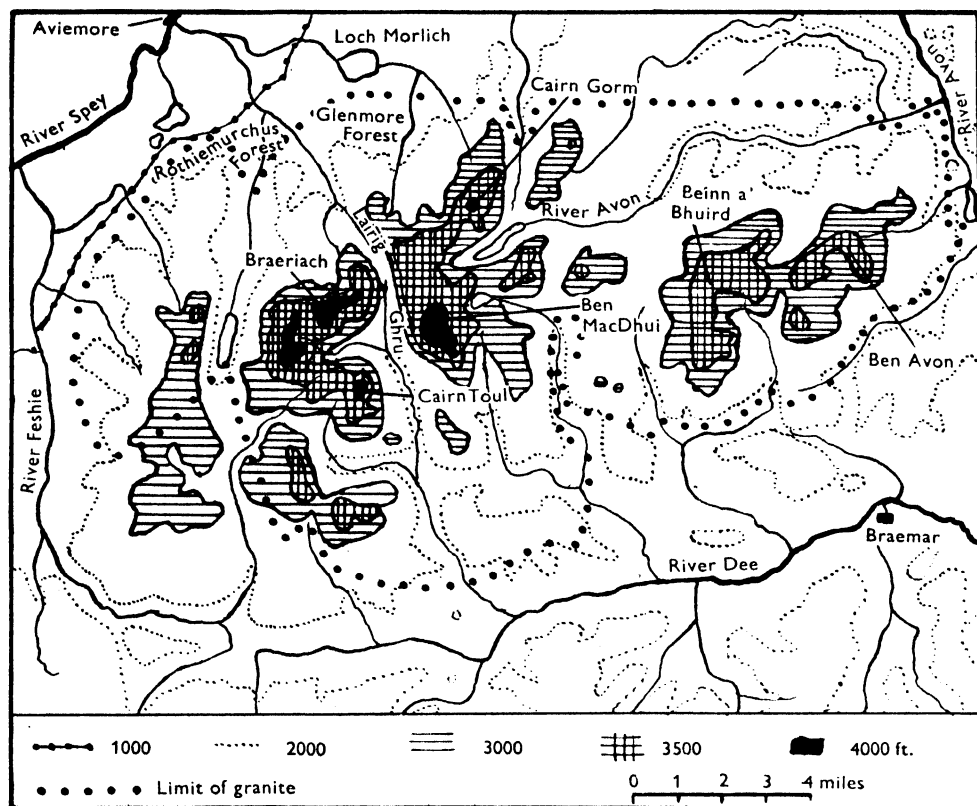 Aviemore
Loch Morlich
River Avon
Cairn Gorm
River Spey
Glenmore
Forest
Rothiemurchus
Forest
Beinn a'
Bhuird
River Avon
Lairig
Ghru
Braeriach
Ben
MacDhui
Ben Avon
Cairn Toul
River Feshie
Braemar
River Dee
1000
2000
3000
3500
4000 ft.
Limit of granite
0 1 2 3 4 miles